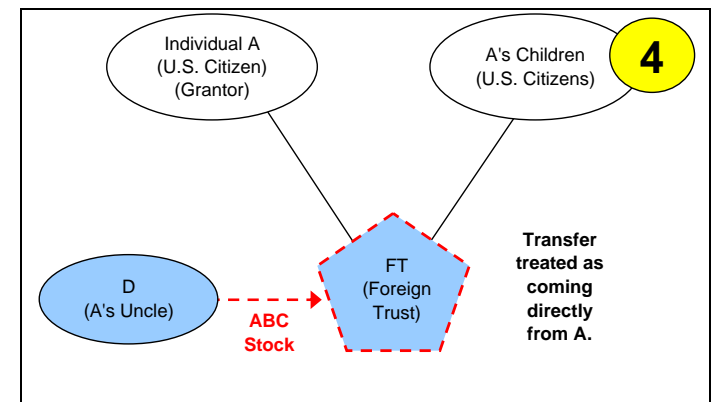 Individual A
(U.S. Citizen)
(Grantor)
A's Children
(U.S. Citizens)
4
D
(A's Uncle)
ABC
Stock
FT
(Foreign
Trust)
Transfer
treated as
coming
directly
from A.